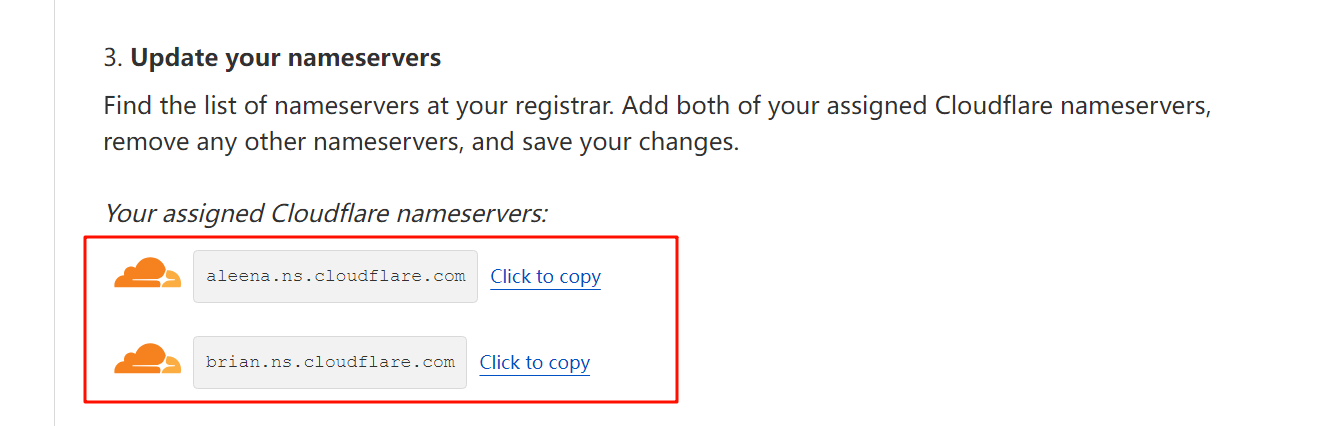 3. Update your nameservers
Find the list of nameservers at your registrar. Add both of your assigned Cloudflare nameservers,
remove any other nameservers, and save your changes.
Your assigned Cloudflare nameservers:
aleena.ns.cloudflare.com Click to copy
brian.ns.cloudflare.com Click to copy